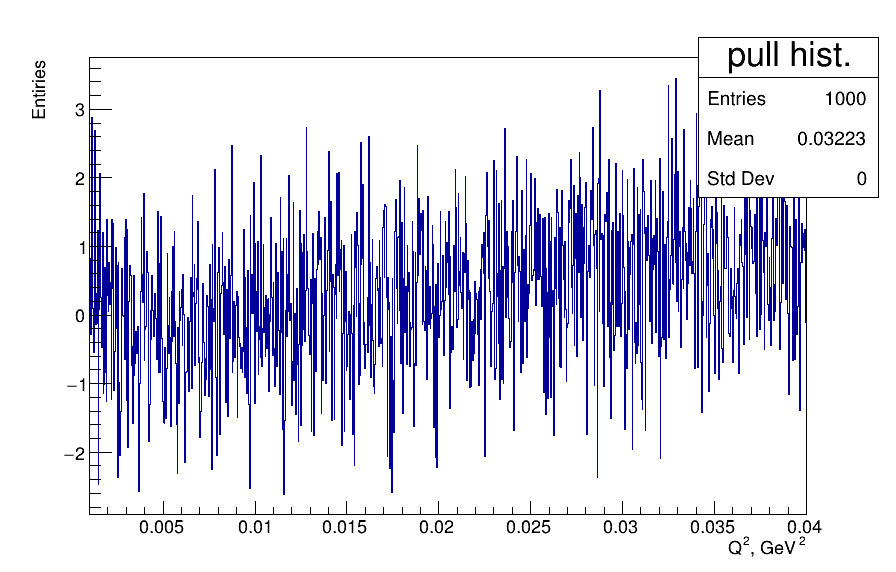 pull hist.
Entries 1000
Mean 0.03223
Std Dev 0
Entiries
3
2
1
0
−1
−2
0.005 0.01 0.015 0.02 0.025 0.03 0.035 0.04
Q², GeV²